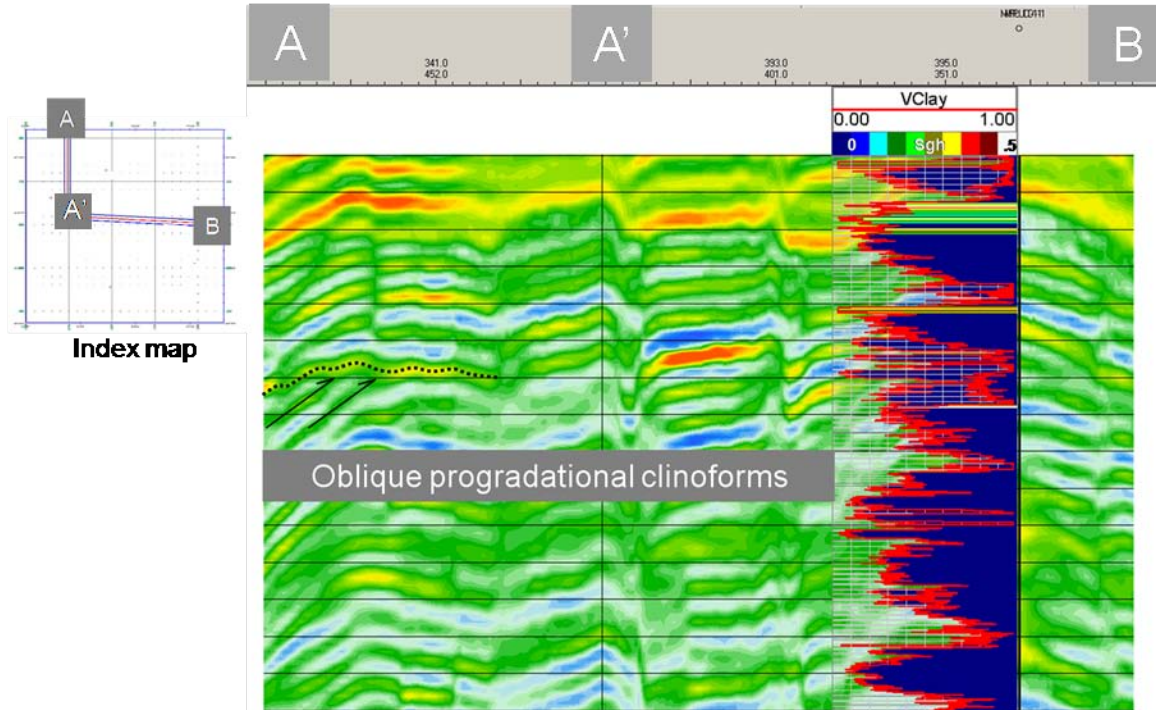 A
A'
B
341.0
452.0
393.0
401.0
395.0
351.0
VClay
0.00 1.00
0 Sgh .5
A
A'
B
Index map
Oblique progradational clinoforms